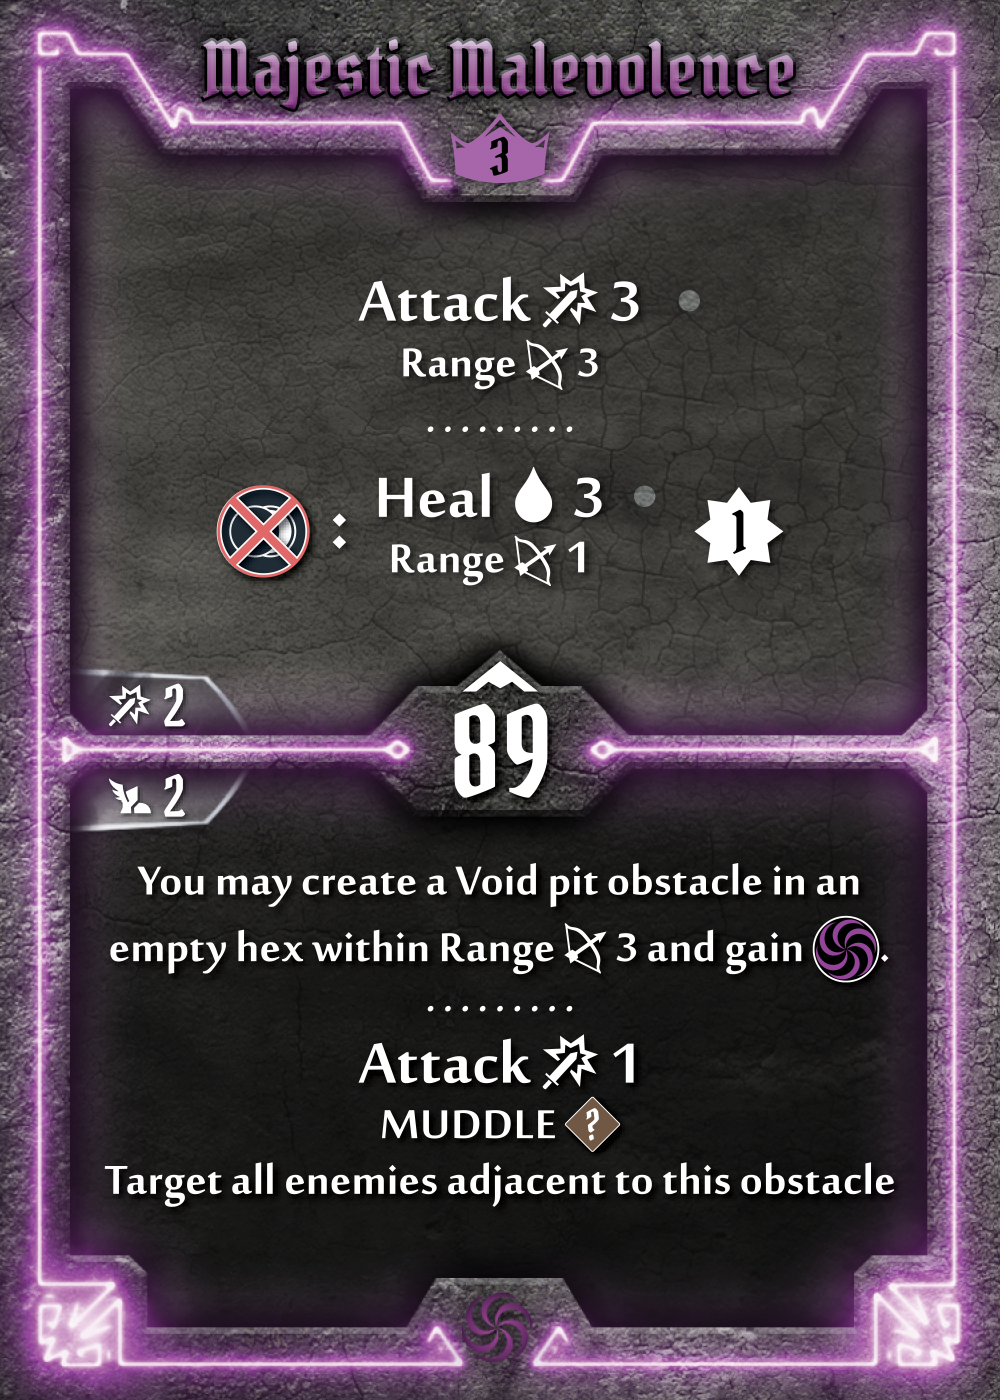 Majestic Malevolence
3
Attack 3
Range 3
.........
: Heal 3
Range 1
1
2
89
2
You may create a Void pit obstacle in an
empty hex within Range 3 and gain .
.........
Attack 1
MUDDLE ?
Target all enemies adjacent to this obstacle